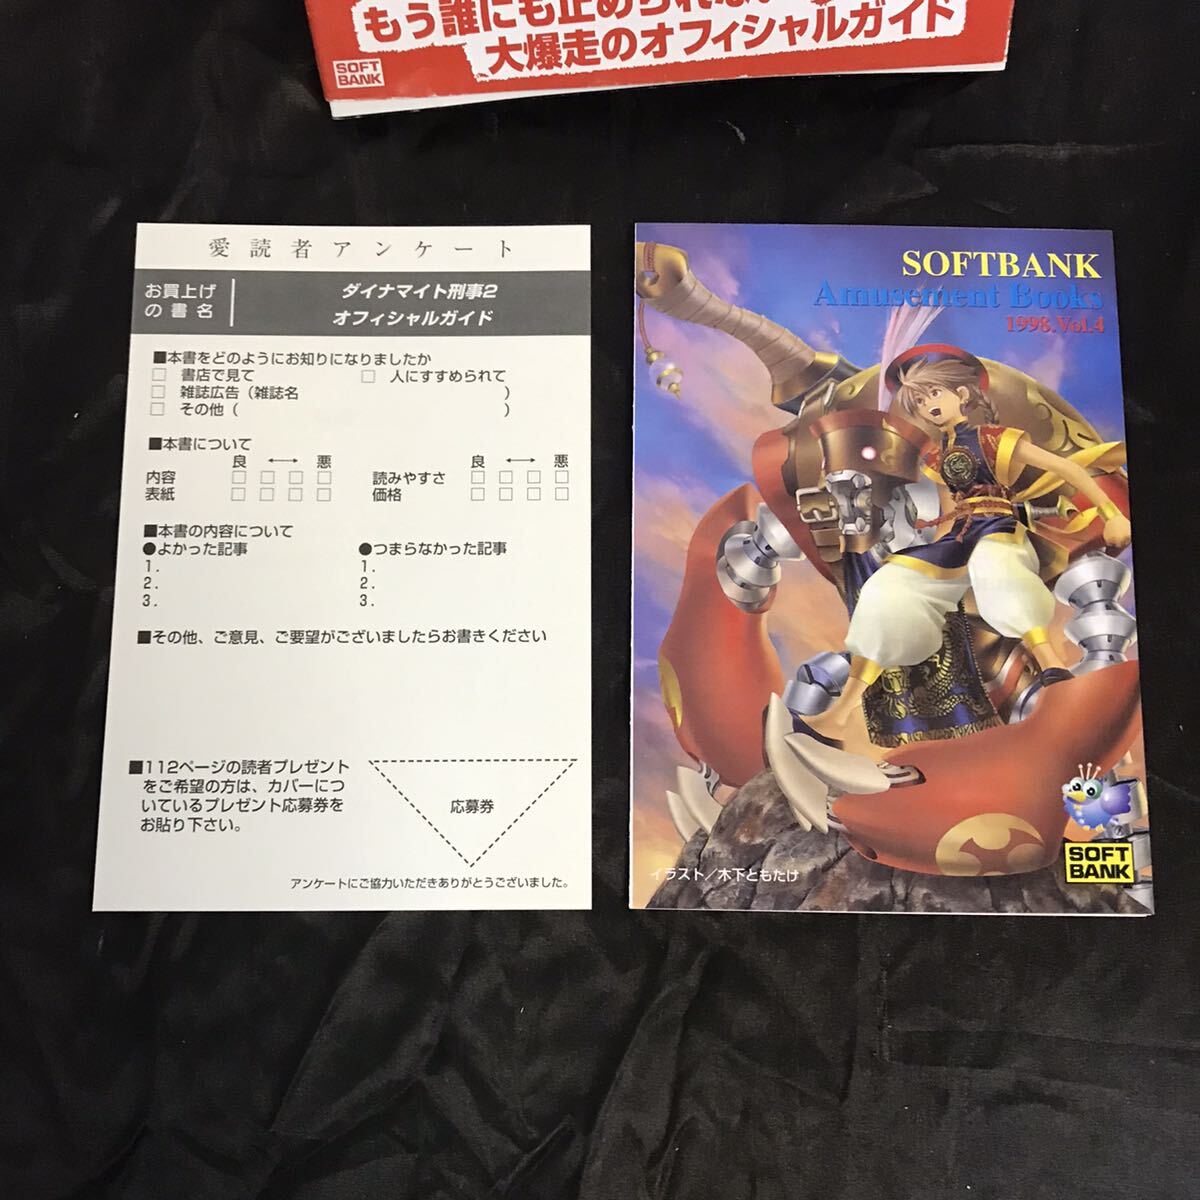 もう誰にも止められない
大爆走のオフィシャルガイド
SOFT
BANK
愛読者アンケート
お買上げ
の書名
ダイナマイト刑事2
オフィシャルガイド
■本書をどのようにお知りになりましたか
□ 書店で見て □ 人にすすめられて
□ 雑誌広告(雑誌名 )
□ その他( )
■本書について
良 ←→ 悪 良 ←→ 悪
内容 □ □ □ □ 読みやすさ □ □ □ □
表紙 □ □ □ □ 価格 □ □ □ □
■本書の内容について
●よかった記事 ●つまらなかった記事
1. 1.
2. 2.
3. 3.
■その他、ご意見、ご要望がございましたらお書きください
■112ページの読者プレゼント
をご希望の方は、カバーにつ
いているプレゼント応募券を
お貼り下さい。
応募券
アンケートにご協力いただきありがとうございました。
SOFTBANK
Amusement Books
1998.Vol.4
イラスト/木下ともたけ
SOFT
BANK